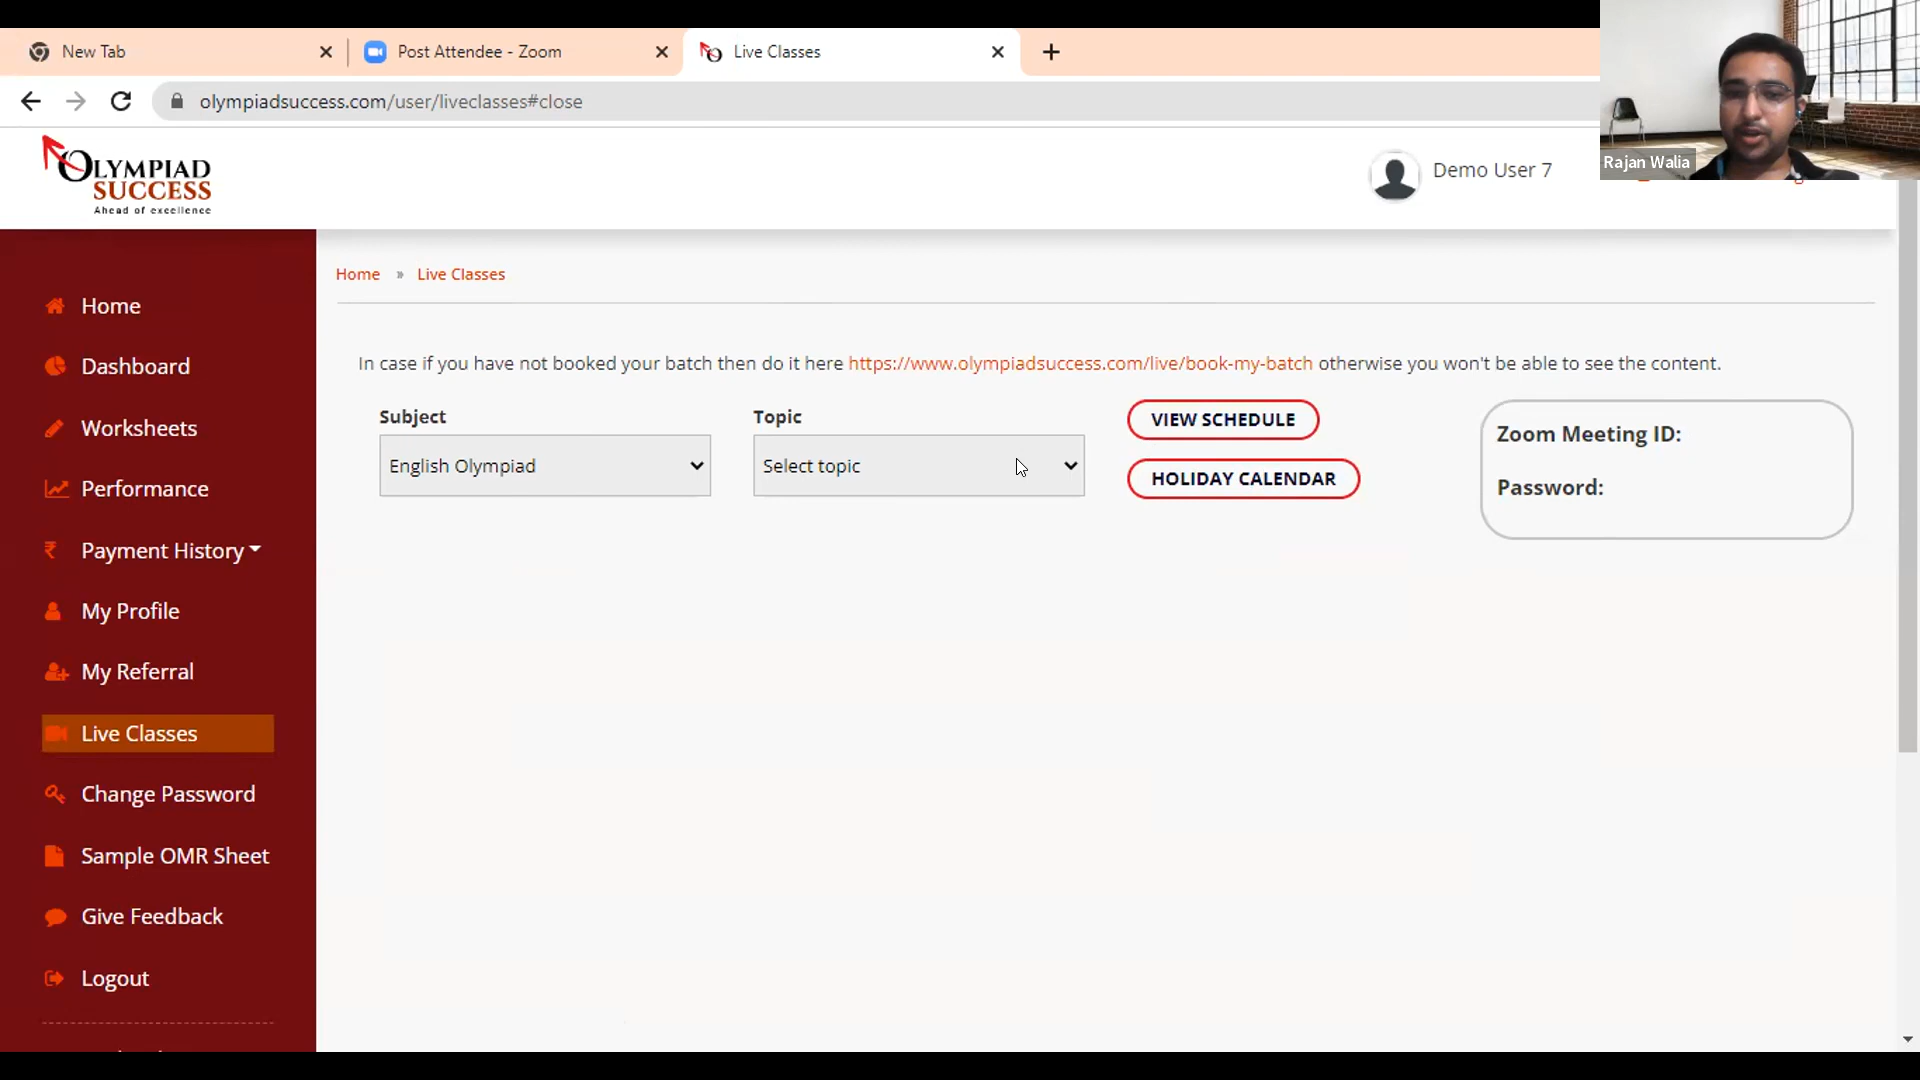 New Tab
Post Attendee - Zoom
Live Classes
olympiadsuccess.com/user/liveclasses#close
OLYMPIAD
SUCCESS
Ahead of excellence
Demo User 7
Rajan Walia
Home
Dashboard
Worksheets
Performance
₹ Payment History
My Profile
My Referral
Live Classes
Change Password
Sample OMR Sheet
Give Feedback
Logout
Home » Live Classes
In case if you have not booked your batch then do it here https://www.olympiadsuccess.com/live/book-my-batch otherwise you won't be able to see the content.
Subject
English Olympiad
Topic
Select topic
VIEW SCHEDULE
HOLIDAY CALENDAR
Zoom Meeting ID:
Password: